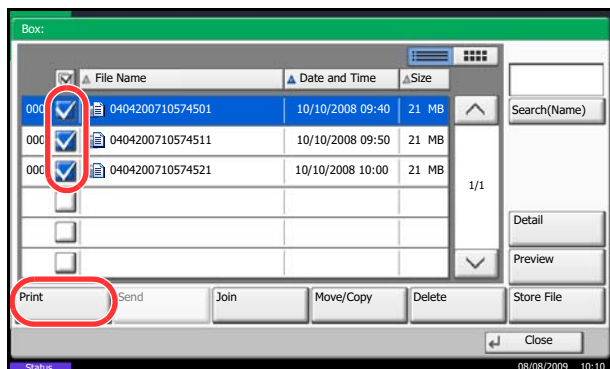 Box:
File Name Date and Time Size
000 0404200710574501 10/10/2008 09:40 21 MB Search(Name)
000 0404200710574511 10/10/2008 09:50 21 MB
000 0404200710574521 10/10/2008 10:00 21 MB
1/1
Detail
Preview
Print Send Join Move/Copy Delete Store File
Close
Status 08/08/2009 10:10